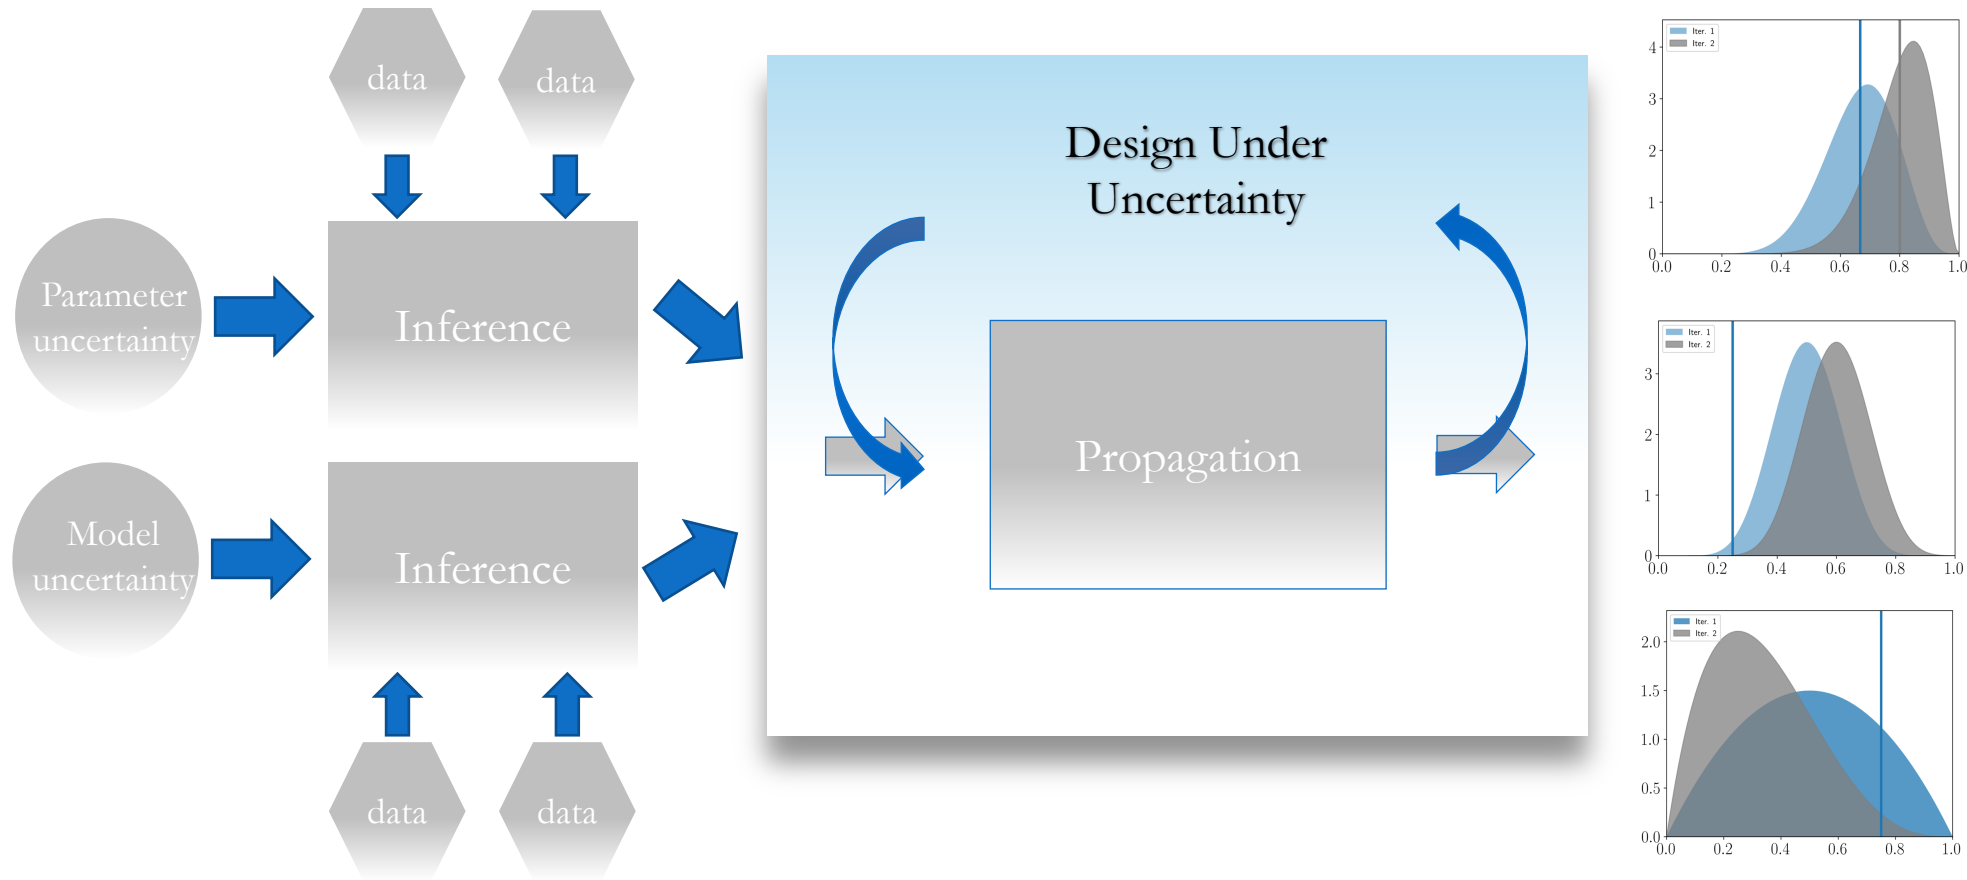 data
data
Parameter
uncertainty
Inference
Model
uncertainty
Inference
data
data
Design Under
Uncertainty
Propagation
Iter. 1
Iter. 2
4
3
2
1
0
0.0 0.2 0.4 0.6 0.8 1.0
Iter. 1
Iter. 2
3
2
1
0
0.0 0.2 0.4 0.6 0.8 1.0
Iter. 1
Iter. 2
2.0
1.5
1.0
0.5
0.0
0.0 0.2 0.4 0.6 0.8 1.0